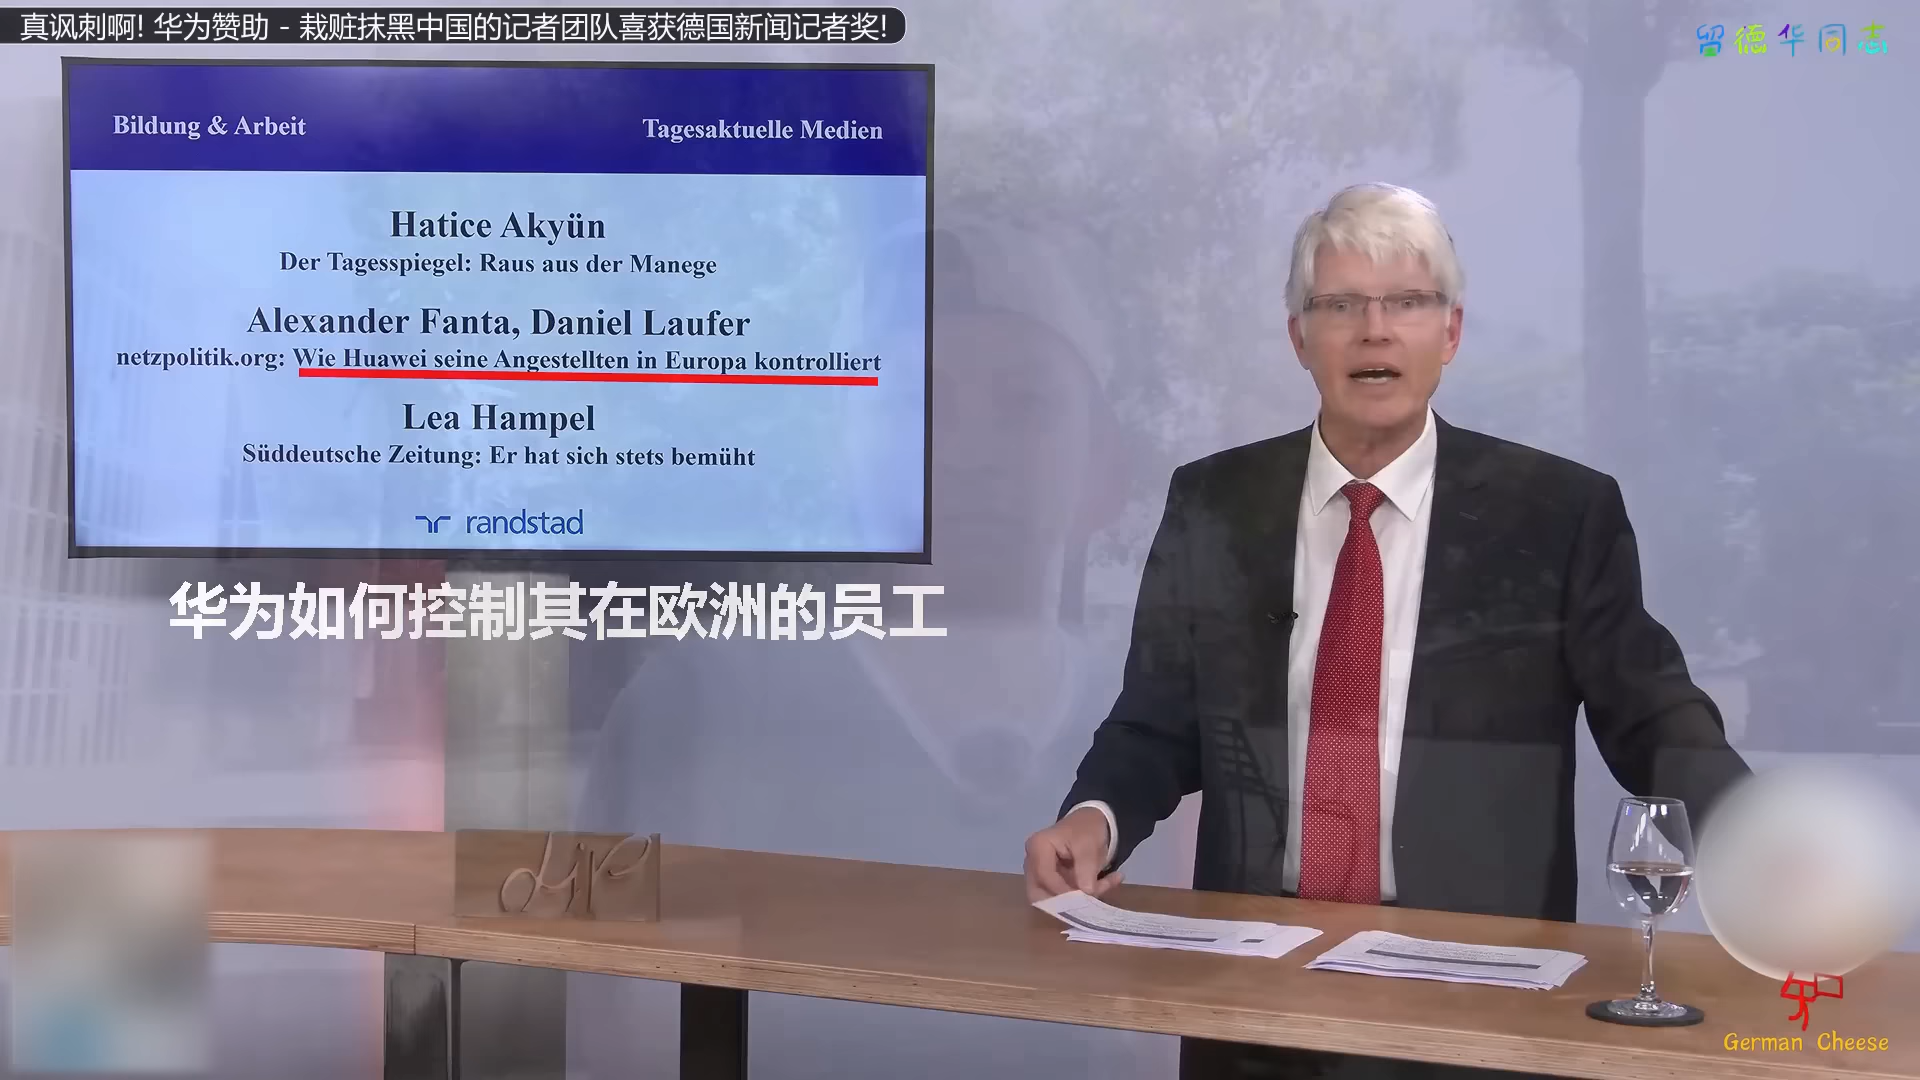 真讽刺啊! 华为赞助 - 栽赃抹黑中国的记者团队喜获德国新闻记者奖!
留德华同志
Bildung & Arbeit
Tagesaktuelle Medien
Hatice Akyün
Der Tagesspiegel: Raus aus der Manege
Alexander Fanta, Daniel Laufer
netzpolitik.org: Wie Huawei seine Angestellten in Europa kontrolliert
Lea Hampel
Süddeutsche Zeitung: Er hat sich stets bemüht
randstad
华为如何控制其在欧洲的员工
German Cheese